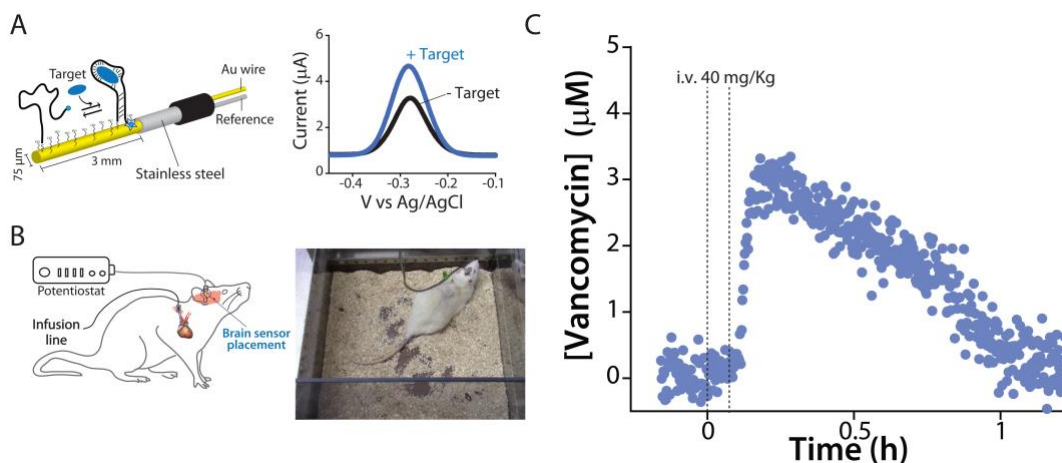 A
Target
Au wire
Reference
75 μm
3 mm
Stainless steel
Current (μA)
6
4
2
0
+ Target
- Target
-0.4
-0.3
-0.2
-0.1
V vs Ag/AgCl
B
Potentiostat
Infusion
line
Brain sensor
placement
C
[Vancomycin] (μM)
5
4
3
2
1
0
i.v. 40 mg/Kg
0
0.5
1
Time (h)